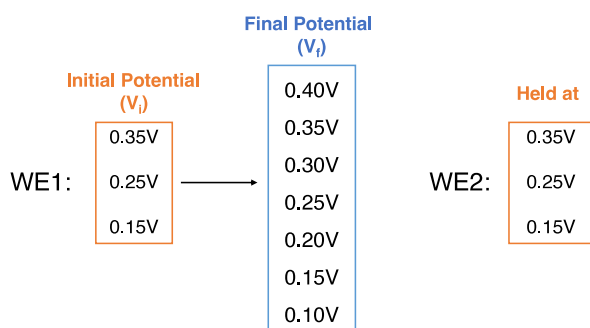 Final Potential
(Vf)
Initial Potential
(Vi)
Held at
WE1:
0.35V
0.25V
0.15V
0.40V
0.35V
0.30V
0.25V
0.20V
0.15V
0.10V
WE2:
0.35V
0.25V
0.15V